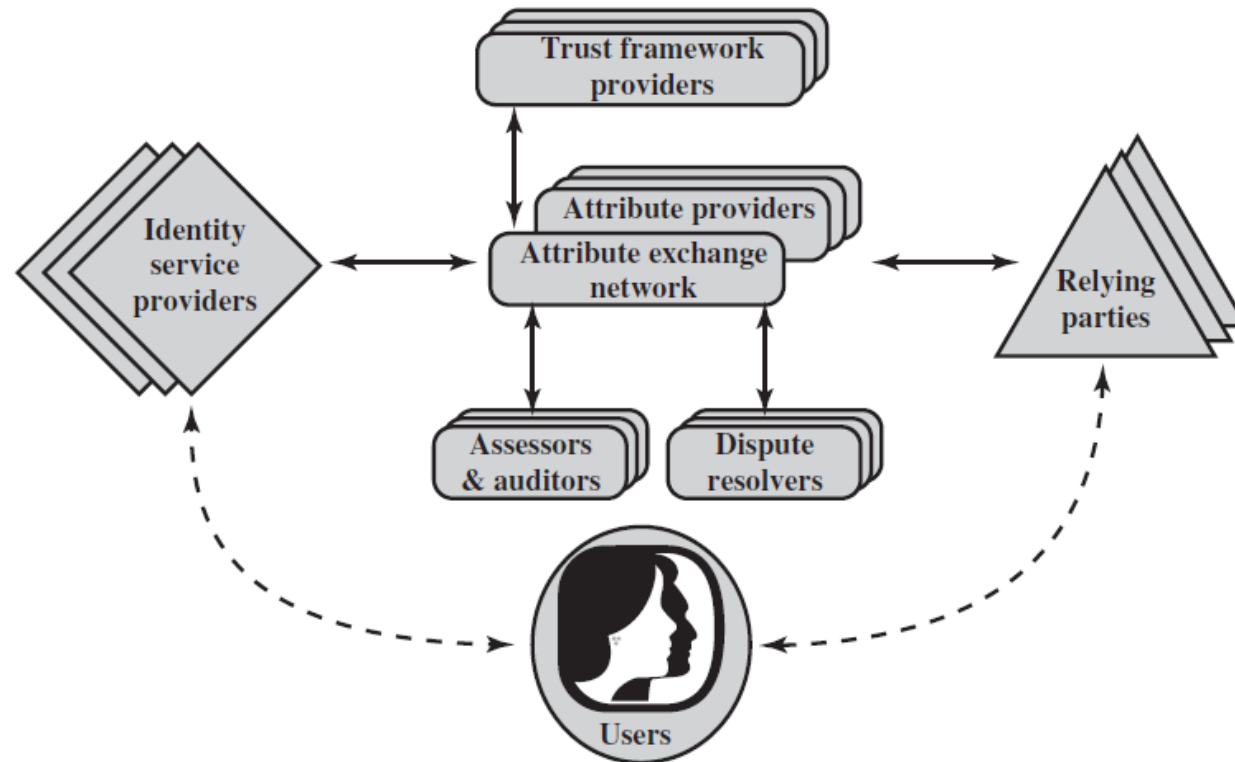 Trust framework
providers
Attribute providers
Identity
service
providers
Attribute exchange
network
Relying
parties
Assessors
& auditors
Dispute
resolvers
Users